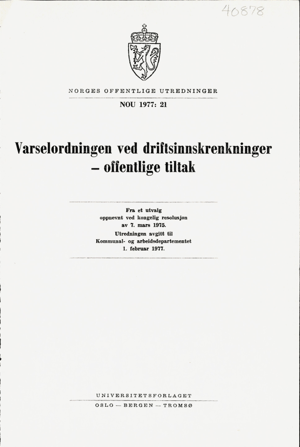 40878
NORGES OFFENTLIGE UTREDNINGER
NOU 1977: 21
Varselordningen ved driftsinnskrenkninger
– offentlige tiltak
Fra et utvalg
oppnevnt ved kongelig resolusjon
av 7. mars 1975.
Utredningen avgitt til
Kommunal- og arbeidsdepartementet
1. februar 1977.
UNIVERSITETSFORLAGET
OSLO — BERGEN — TROMSØ